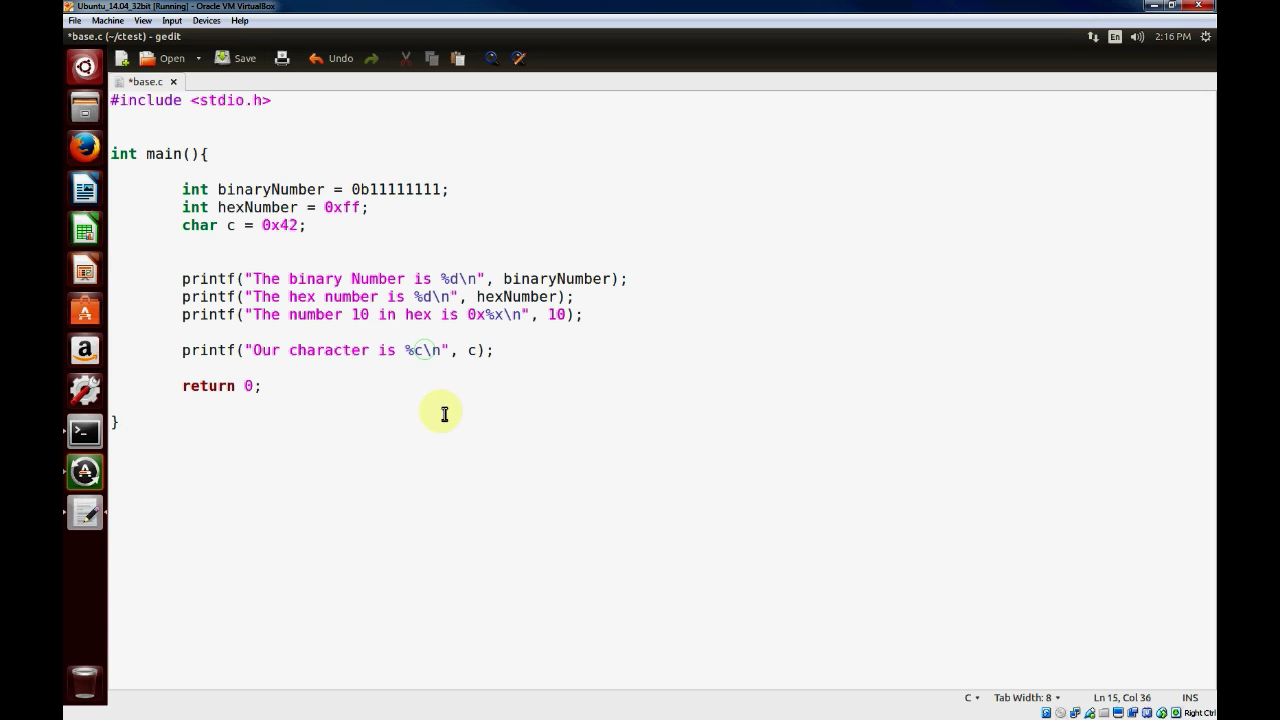 Ubuntu_14.04_32bit [Running] - Oracle VM VirtualBox
File Machine View Input Devices Help
*base.c (~/ctest) - gedit
En 2:16 PM
Open Save Undo
*base.c
#include <stdio.h>
int main(){
int binaryNumber = 0b11111111;
int hexNumber = 0xff;
char c = 0x42;
printf("The binary Number is %d\n", binaryNumber);
printf("The hex number is %d\n", hexNumber);
printf("The number 10 in hex is 0x%x\n", 10);
printf("Our character is %c\n", c);
return 0;
}
C Tab Width: 8 Ln 15, Col 36 INS
Right Ctrl